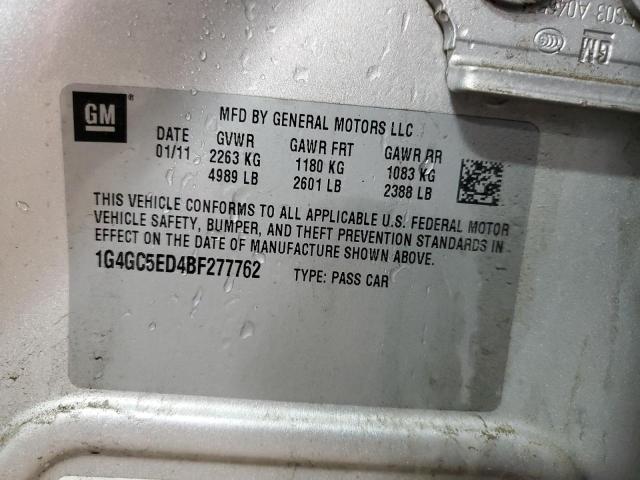 GM
MFD BY GENERAL MOTORS LLC
DATE GVWR GAWR FRT GAWR RR
01/11 2263 KG 1180 KG 1083 KG
4989 LB 2601 LB 2388 LB
THIS VEHICLE CONFORMS TO ALL APPLICABLE U.S. FEDERAL MOTOR
VEHICLE SAFETY, BUMPER, AND THEFT PREVENTION STANDARDS IN
EFFECT ON THE DATE OF MANUFACTURE SHOWN ABOVE.
1G4GC5ED4BF277762 TYPE: PASS CAR
GM